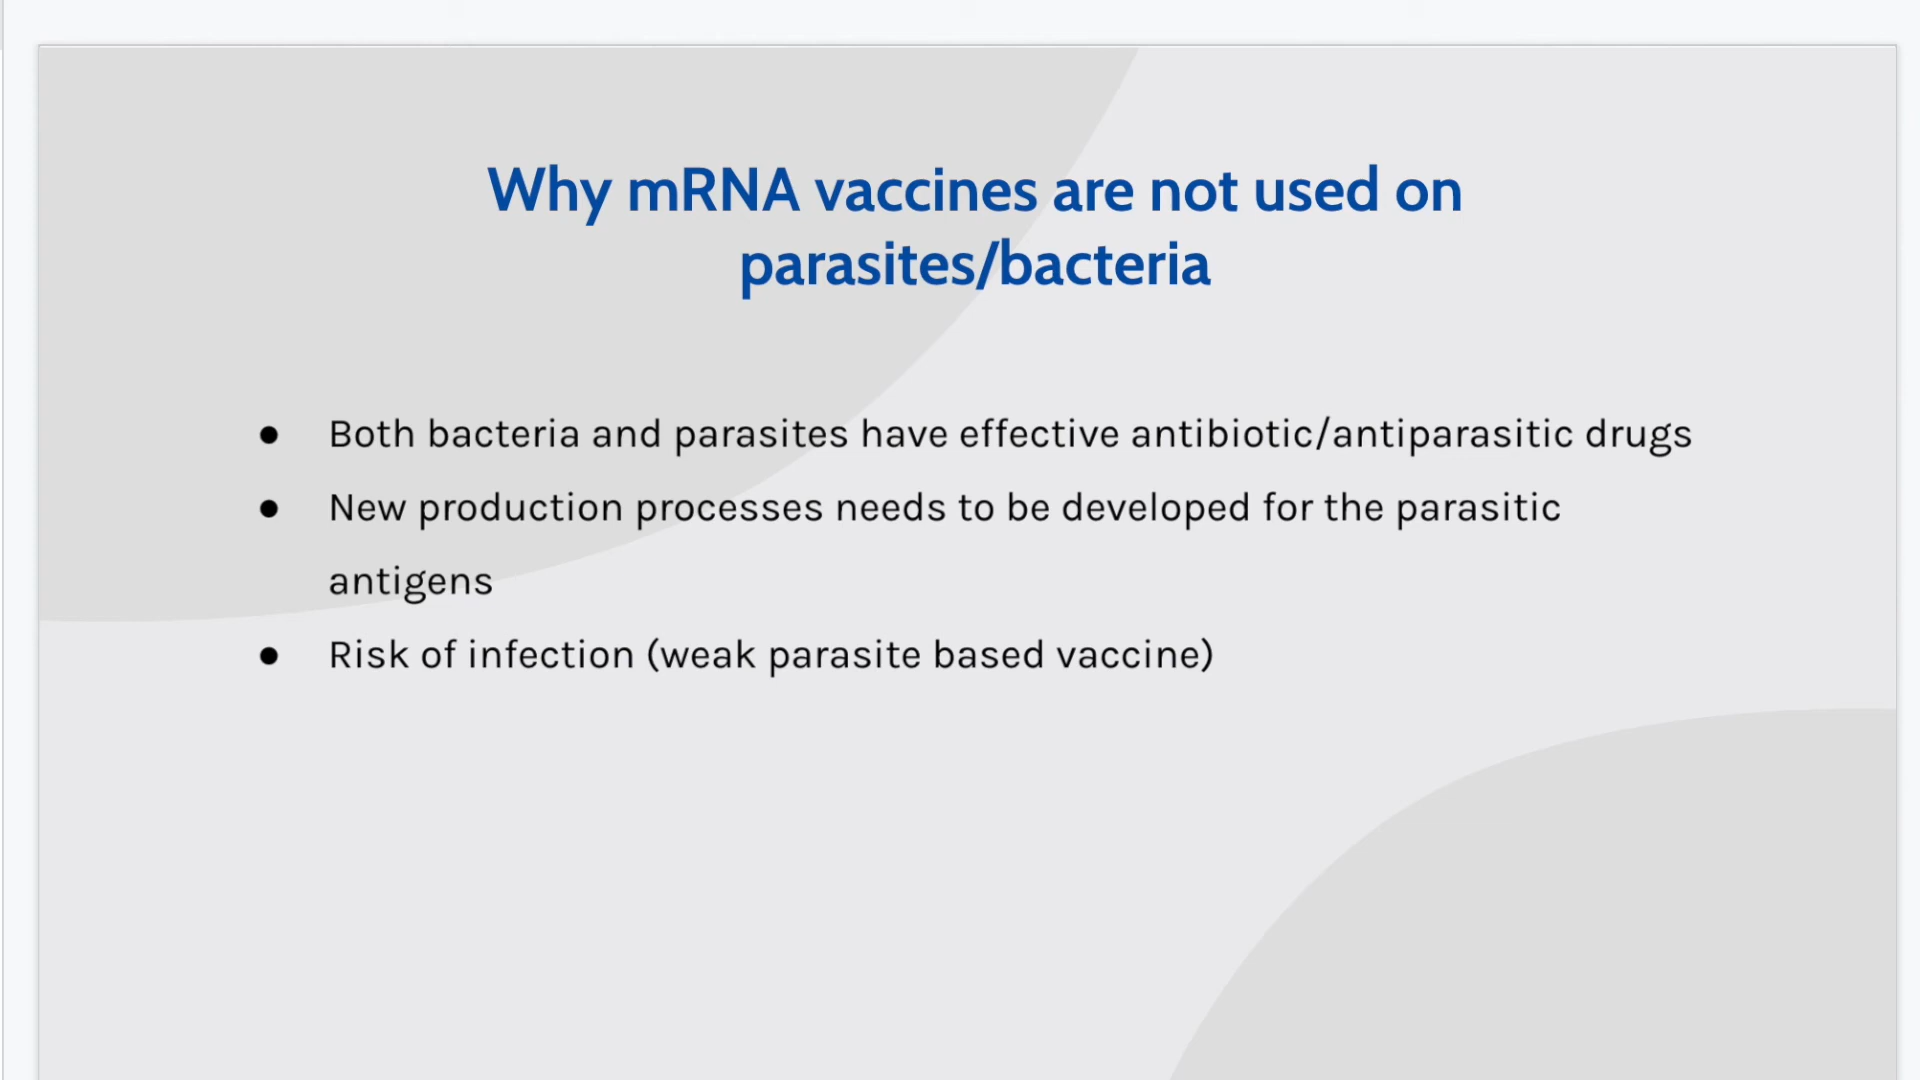 Why mRNA vaccines are not used on
parasites/bacteria
● Both bacteria and parasites have effective antibiotic/antiparasitic drugs
● New production processes needs to be developed for the parasitic
antigens
● Risk of infection (weak parasite based vaccine)